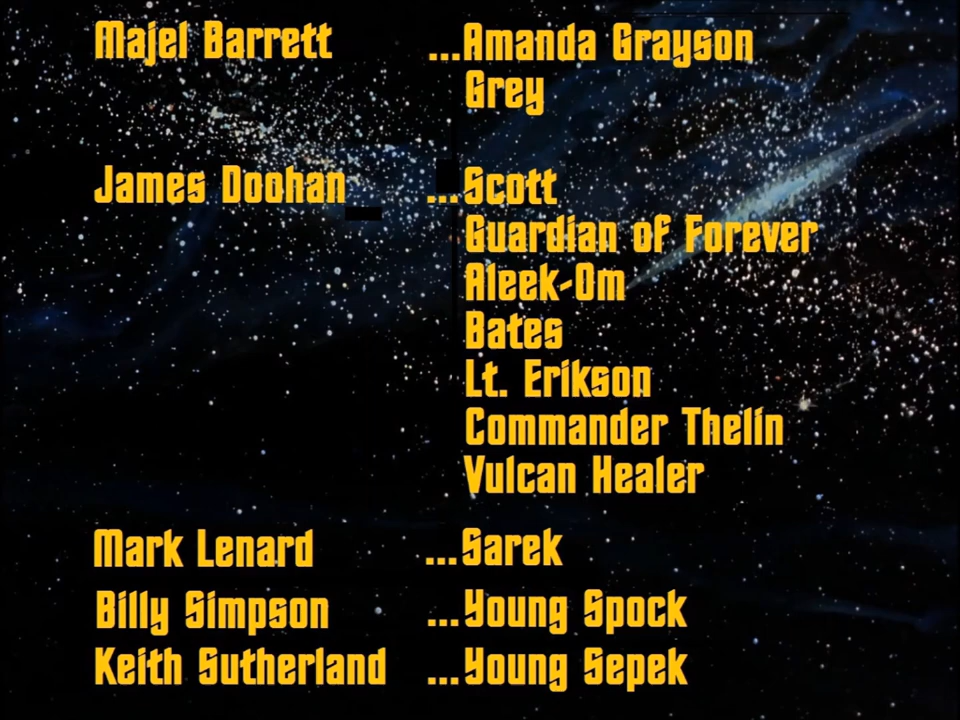 Majel Barrett ...Amanda Grayson
Grey
James Doohan ...Scott
Guardian of Forever
Aleek-Om
Bates
Lt. Erikson
Commander Thelin
Vulcan Healer
Mark Lenard ...Sarek
Billy Simpson ...Young Spock
Keith Sutherland ...Young Sepek